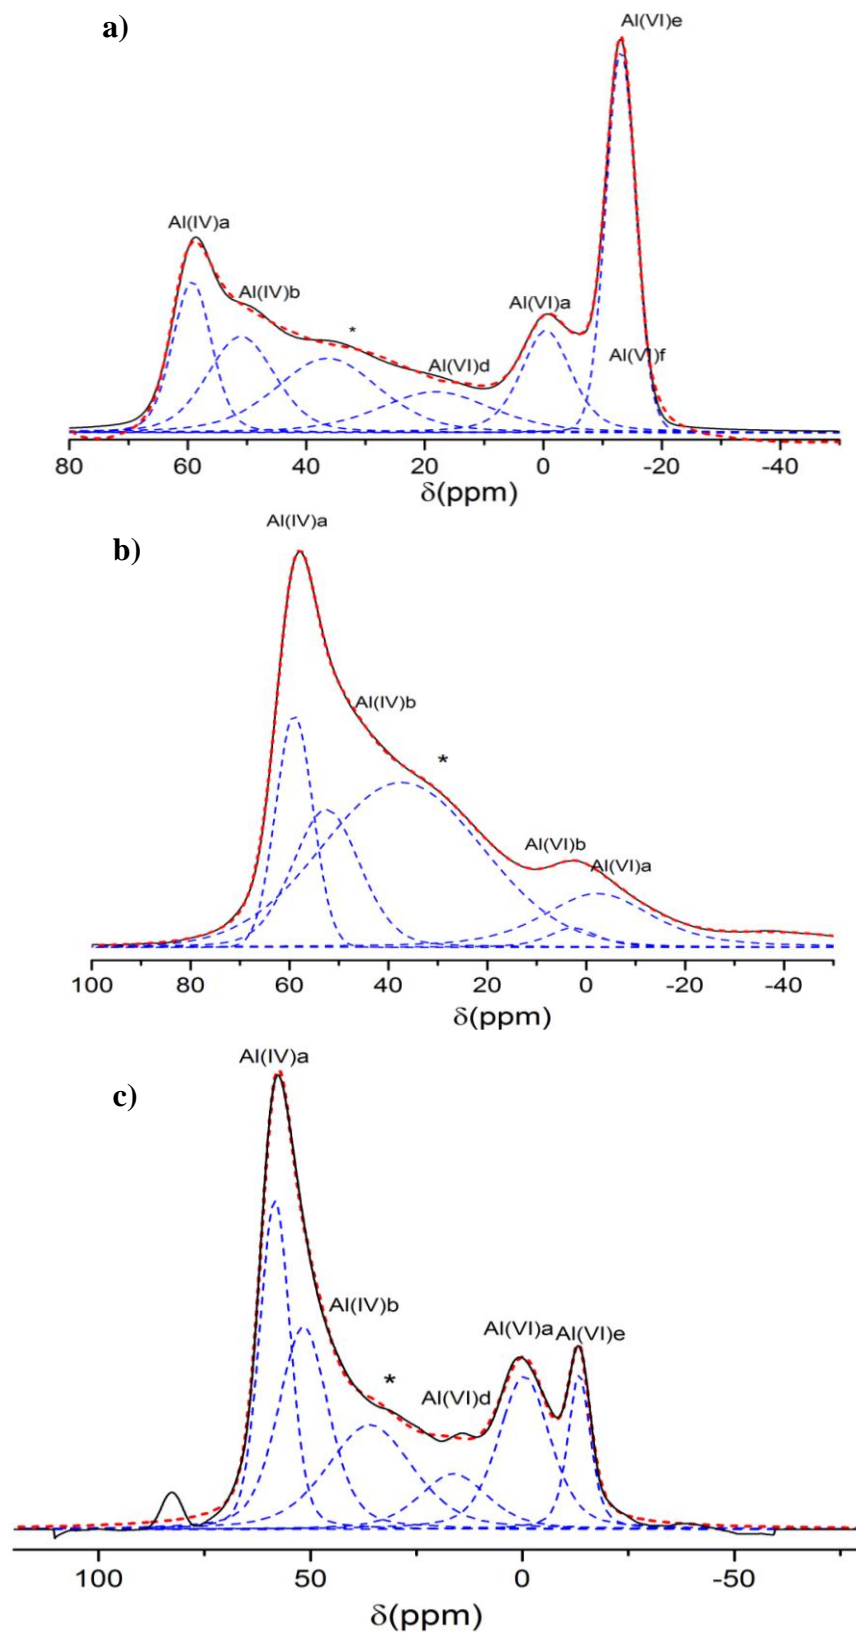 a)
Al(VI)e
Al(IV)a
Al(IV)b
*
Al(VI)a
Al(VI)d
Al(VI)f
80 60 40 20 0 -20 -40
δ(ppm)
Al(IV)a
b)
Al(IV)b
*
Al(VI)b
Al(VI)a
100 80 60 40 20 0 -20 -40
δ(ppm)
Al(IV)a
c)
Al(IV)b
Al(VI)a Al(VI)e
*
Al(VI)d
100 50 0 -50
δ(ppm)